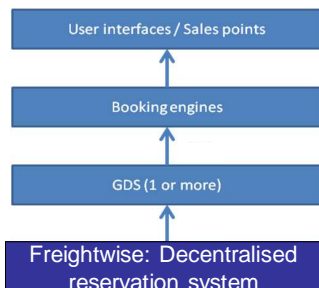 User interfaces / Sales points
Booking engines
GDS (1 or more)
Freightwise: Decentralised
reservation system